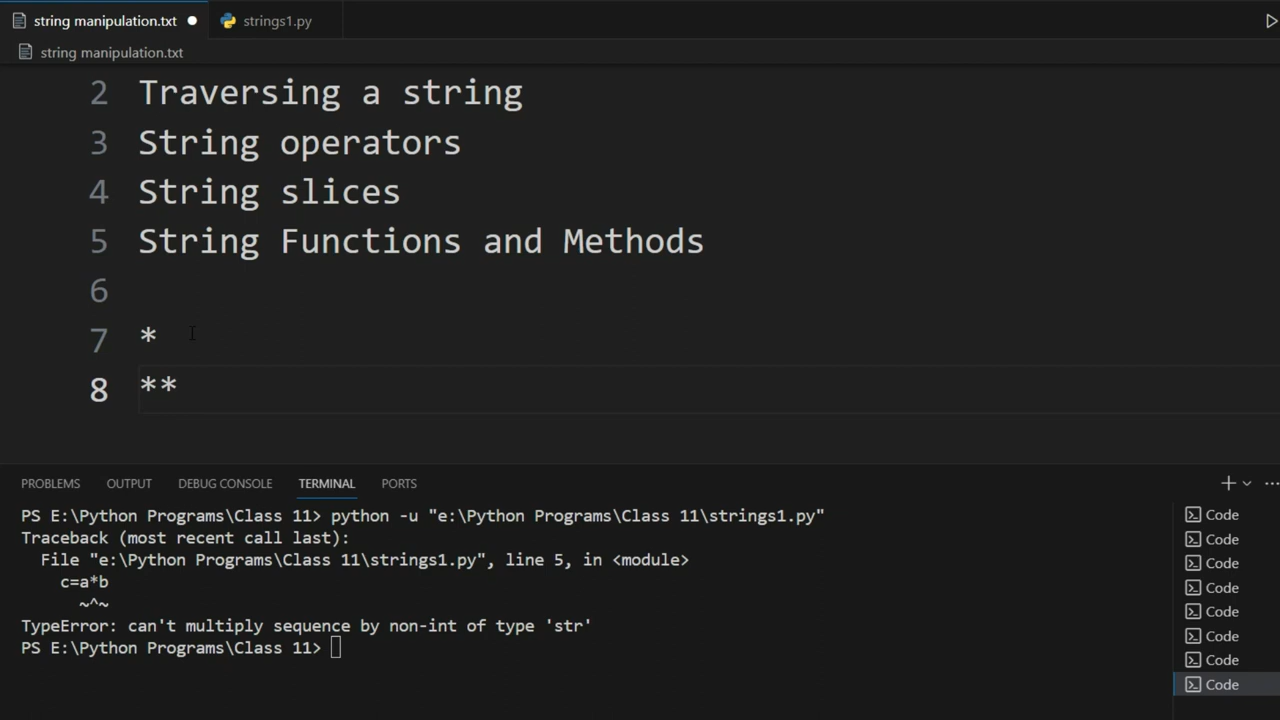 string manipulation.txt
strings1.py
string manipulation.txt
2 Traversing a string
3 String operators
4 String slices
5 String Functions and Methods
6
7 *
8 **
PROBLEMS OUTPUT DEBUG CONSOLE TERMINAL PORTS
PS E:\Python Programs\Class 11> python -u "e:\Python Programs\Class 11\strings1.py"
Traceback (most recent call last):
  File "e:\Python Programs\Class 11\strings1.py", line 5, in <module>
    c=a*b
      ~^~
TypeError: can't multiply sequence by non-int of type 'str'
PS E:\Python Programs\Class 11>
Code
Code
Code
Code
Code
Code
Code
Code